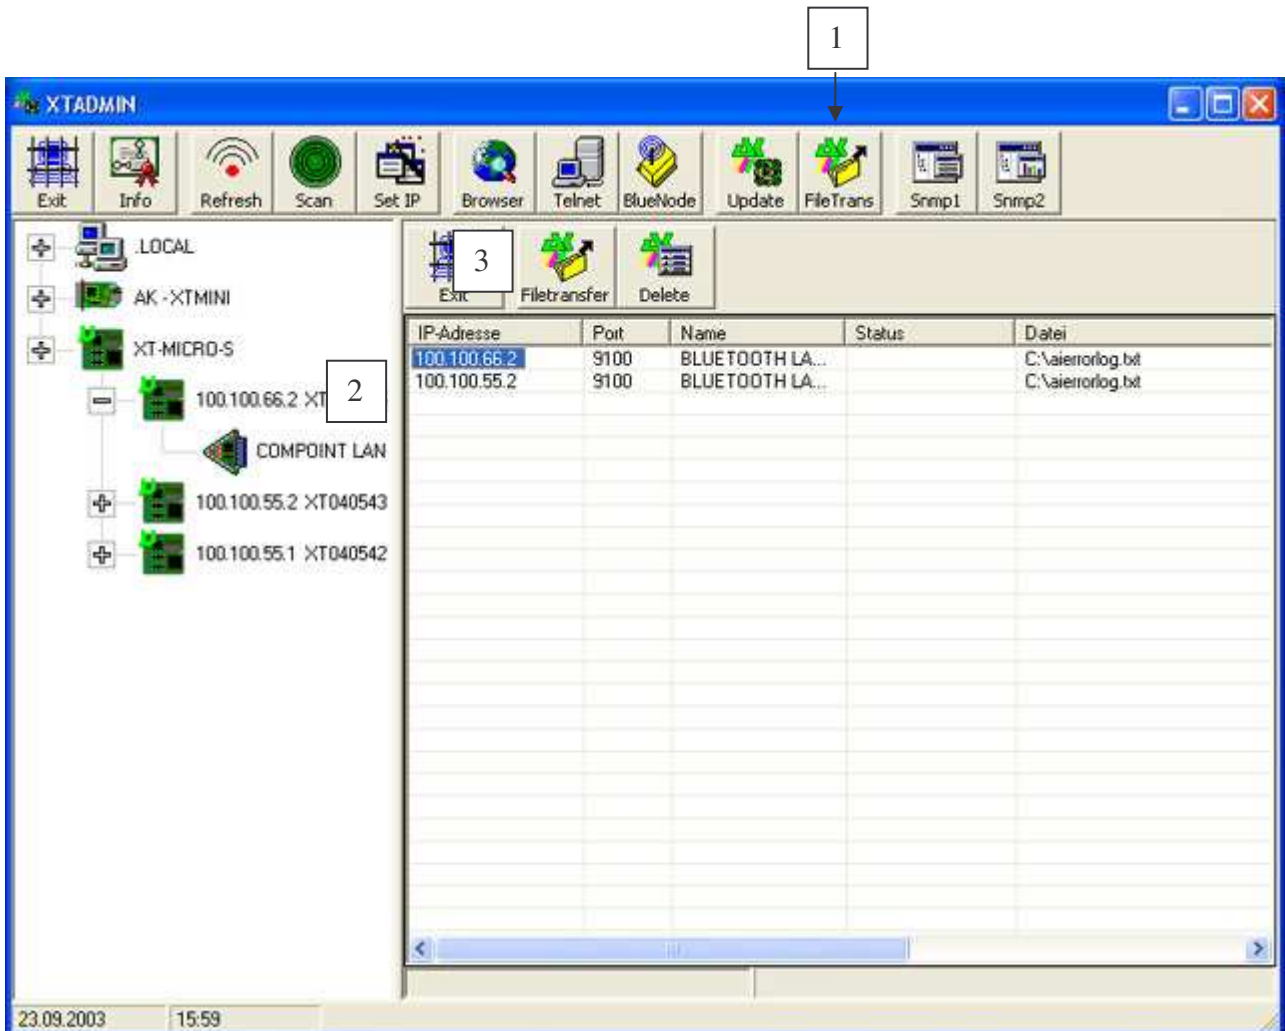 1
XTADMIN
Exit Info Refresh Scan Set IP Browser Telnet BlueNode Update FileTrans Snmp1 Snmp2
.LOCAL
AK -XTMINI
XT-MICRO-S
100.100.66.2 XT
2
COMPOINT LAN
100.100.55.2 XT040543
100.100.55.1 XT040542
3
Exit Filetransfer Delete
IP-Adresse Port Name Status Datei
100.100.66.2 9100 BLUETOOTH LA... C:\aierrorlog.txt
100.100.55.2 9100 BLUETOOTH LA... C:\aierrorlog.txt
23.09.2003 15:59